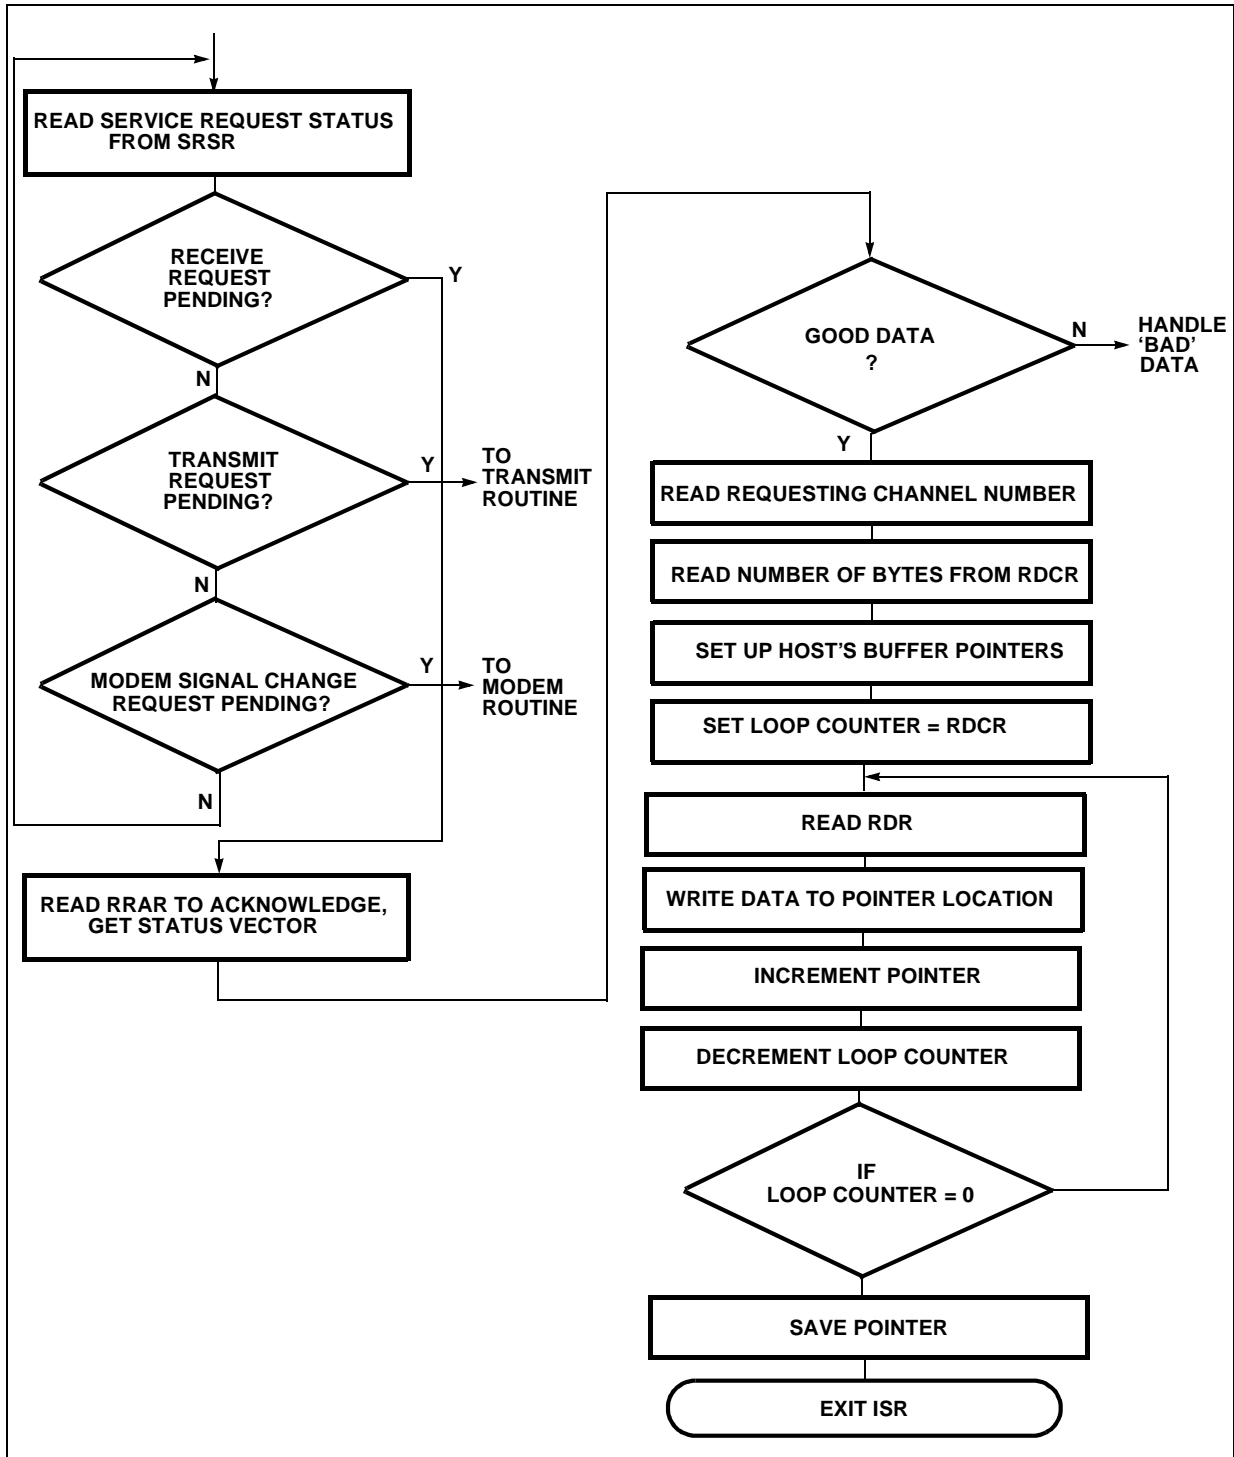 READ SERVICE REQUEST STATUS
FROM SRSR
RECEIVE
REQUEST
PENDING?
Y
N
TRANSMIT
REQUEST
PENDING?
Y
TO
TRANSMIT
ROUTINE
N
MODEM SIGNAL CHANGE
REQUEST PENDING?
Y
TO
MODEM
ROUTINE
N
READ RRAR TO ACKNOWLEDGE,
GET STATUS VECTOR
GOOD DATA
?
N
HANDLE
‘BAD’
DATA
Y
READ REQUESTING CHANNEL NUMBER
READ NUMBER OF BYTES FROM RDCR
SET UP HOST'S BUFFER POINTERS
SET LOOP COUNTER = RDCR
READ RDR
WRITE DATA TO POINTER LOCATION
INCREMENT POINTER
DECREMENT LOOP COUNTER
IF
LOOP COUNTER = 0
SAVE POINTER
EXIT ISR